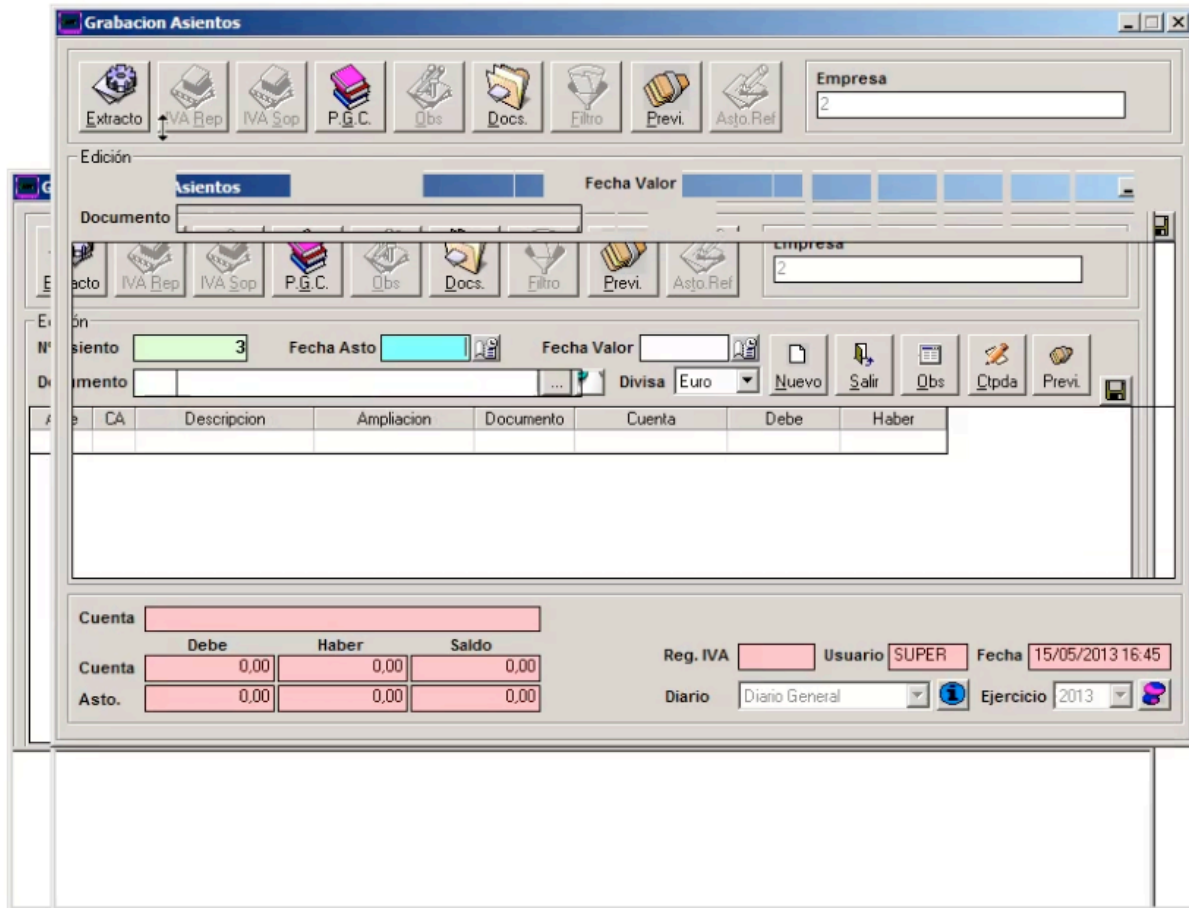 Grabacion Asientos
Extracto IVA Rep IVA Sop P.G.C. Obs Docs. Filtro Previ. Asto.Ref
Empresa
2
Edición
Asientos
Fecha Valor
Documento
Empresa
acto IVA Rep IVA Sop P.G.C. Obs Docs. Filtro Previ. Asto.Ref
2
siento 3 Fecha Asto Fecha Valor
Nuevo Salir Obs Ctpda Previ.
umento ... Divisa Euro
CA Descripcion Ampliacion Documento Cuenta Debe Haber
Cuenta
Debe Haber Saldo
Cuenta 0,00 0,00 0,00
Asto. 0,00 0,00 0,00
Reg. IVA Usuario SUPER Fecha 15/05/2013 16:45
Diario Diario General Ejercicio 2013